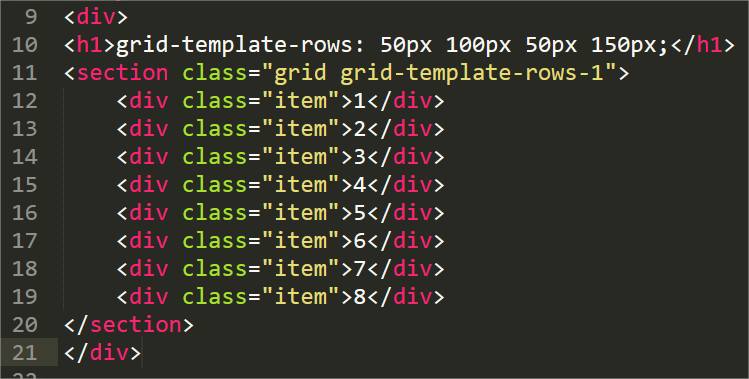 9 <div>
10 <h1>grid-template-rows: 50px 100px 50px 150px;</h1>
11 <section class="grid grid-template-rows-1">
12     <div class="item">1</div>
13     <div class="item">2</div>
14     <div class="item">3</div>
15     <div class="item">4</div>
16     <div class="item">5</div>
17     <div class="item">6</div>
18     <div class="item">7</div>
19     <div class="item">8</div>
20 </section>
21 </div>